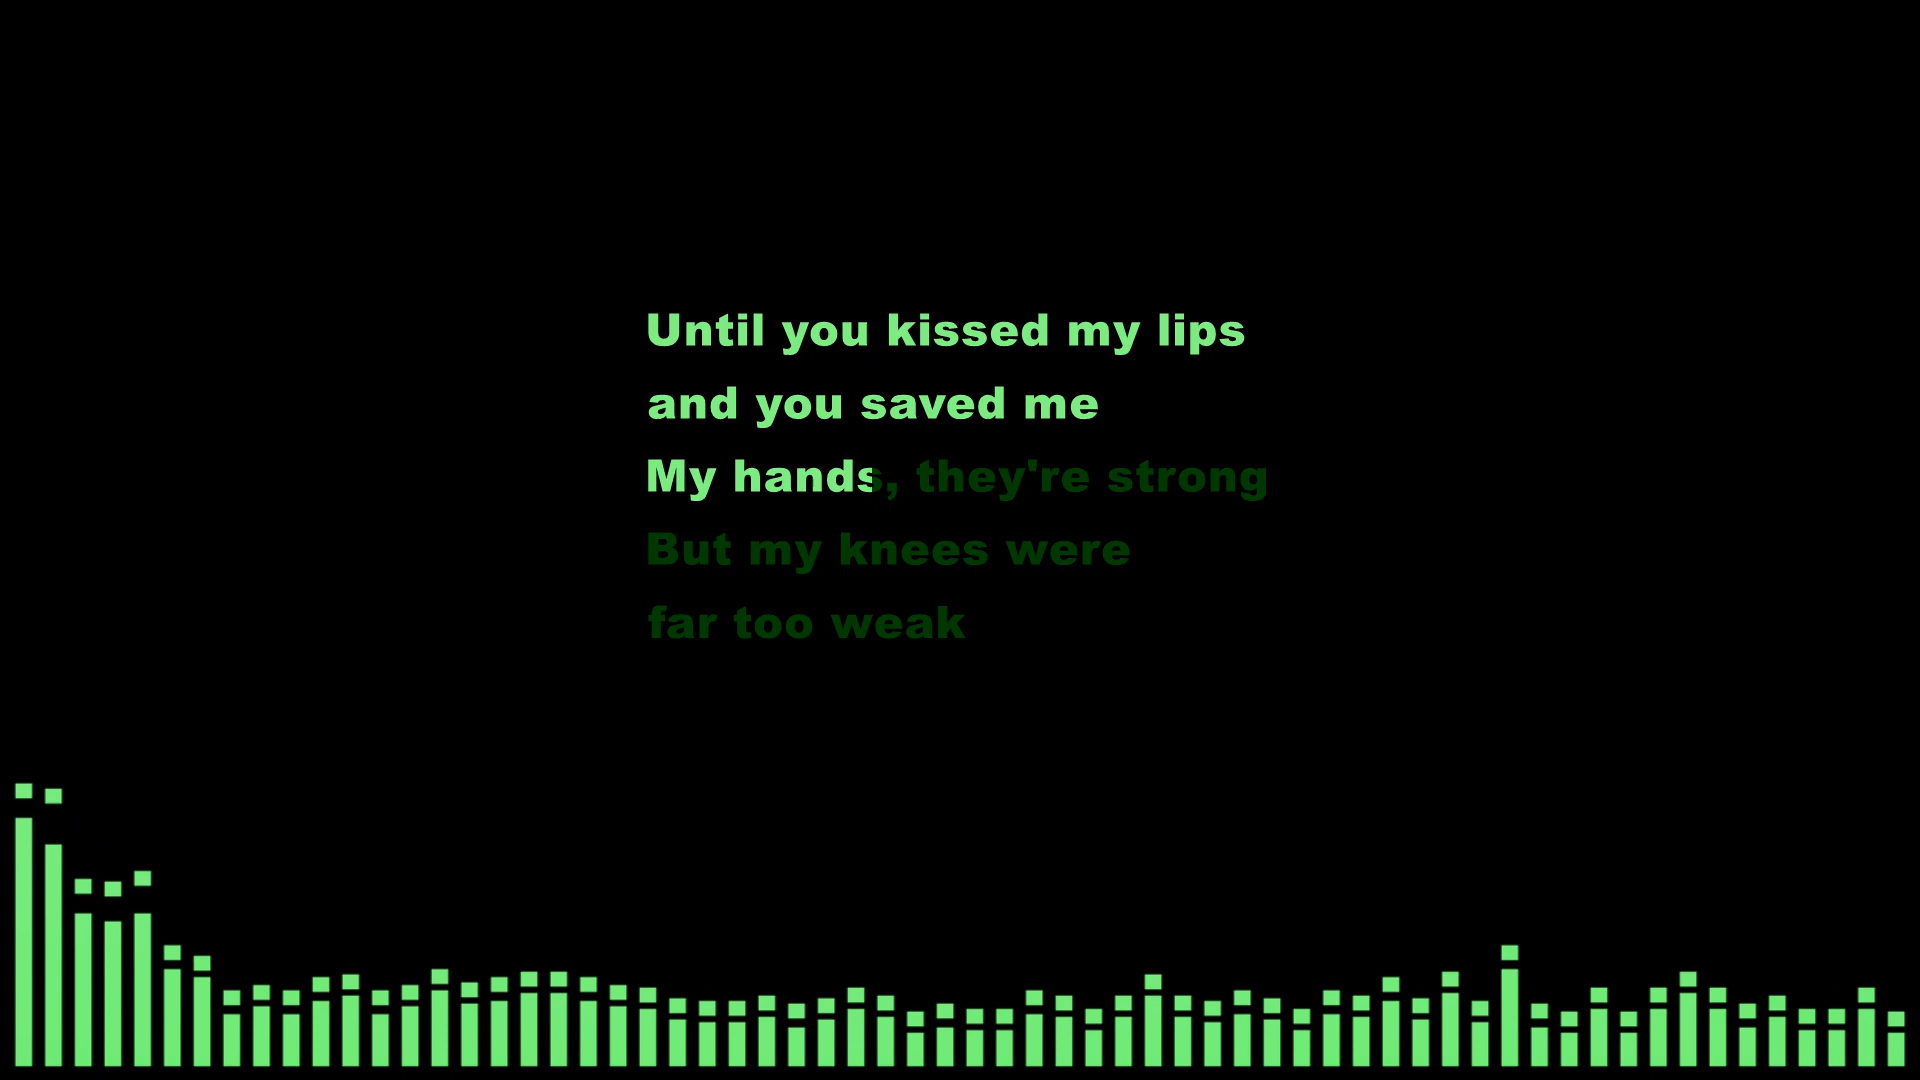 Until you kissed my lips
and you saved me
My hands, they're strong
But my knees were
far too weak